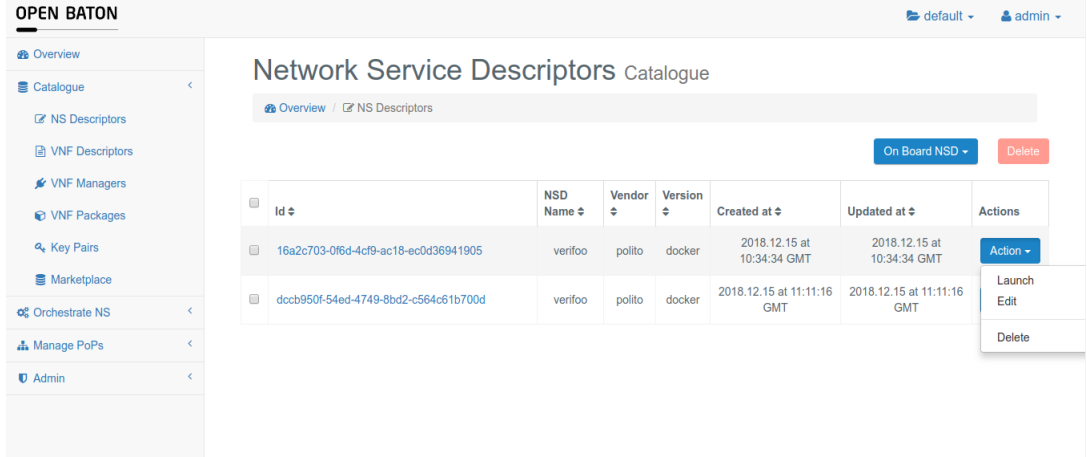 OPEN BATON
default
admin
Overview
Catalogue
NS Descriptors
VNF Descriptors
VNF Managers
VNF Packages
Key Pairs
Marketplace
Orchestrate NS
Manage PoPs
Admin
Network Service Descriptors Catalogue
Overview / NS Descriptors
On Board NSD Delete
Id NSD Name Vendor Version Created at Updated at Actions
16a2c703-0f6d-4cf9-ac18-ec0d36941905 verifoo polito docker 2018.12.15 at 10:34:34 GMT 2018.12.15 at 10:34:34 GMT Action
dccb950f-54ed-4749-8bd2-c564c61b700d verifoo polito docker 2018.12.15 at 11:11:16 GMT 2018.12.15 at 11:11:16 GMT
Launch
Edit
Delete